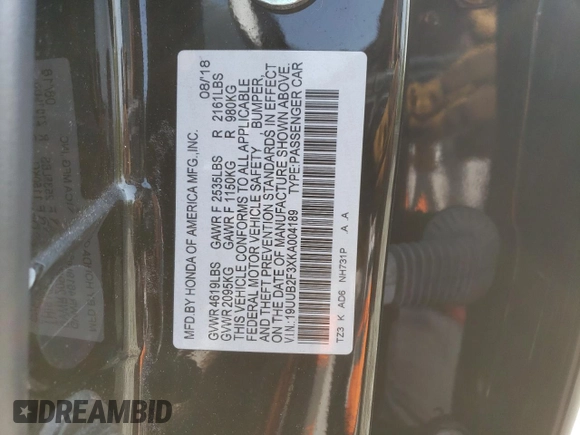 MFD.BY HONDA OF AMERICA MFG.,INC. 08/18
GVWR 4619LBS GAWR F 2535LBS R 2161LBS
GVWR 2095KG GAWR F 1150KG R 980KG
THIS VEHICLE CONFORMS TO ALL APPLICABLE
FEDERAL MOTOR VEHICLE SAFETY , BUMPER,
AND THEFT PREVENTION STANDARDS IN EFFECT
ON THE DATE OF MANUFACTURE SHOWN ABOVE.
V.I.N.:19UUB2F3XKA004189 TYPE:PASSENGER CAR
TZ3 K AD6 NH731P A A
DREAMBID